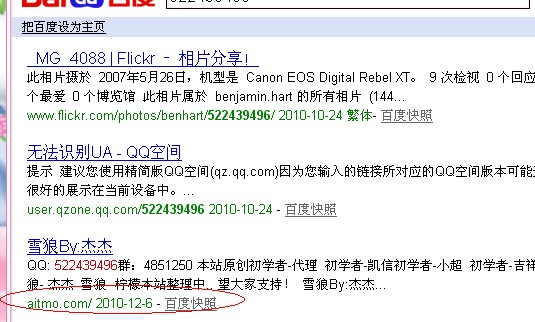 Bai 百度
522439496
把百度设为主页
_MG_4088 | Flickr - 相片分享!
此相片摄於 2007年5月26日，机型是 Canon EOS Digital Rebel XT。 9 次检视 0 个回应
个最爱 0 个博览馆 此相片属於 benjamin.hart 的所有相片 (144...
www.flickr.com/photos/benhart/522439496/ 2010-10-24 繁体- 百度快照
无法识别UA - QQ空间
提示 建议您使用精简版QQ空间(qz.qq.com)因为您输入的链接所对应的QQ空间版本可能无
很好的展示在当前设备中。...
user.qzone.qq.com/522439496 2010-10-24 - 百度快照
雪狼By:杰杰
QQ: 522439496群：4851250 本站原创初学者-代理 初学者-凯信初学者-小超 初学者-吉祥
狼- 杰杰 雪狼- 柠檬本站整理中.. 望大家支持！ 雪狼By:杰杰...
aitmo.com/ 2010-12-6 - 百度快照